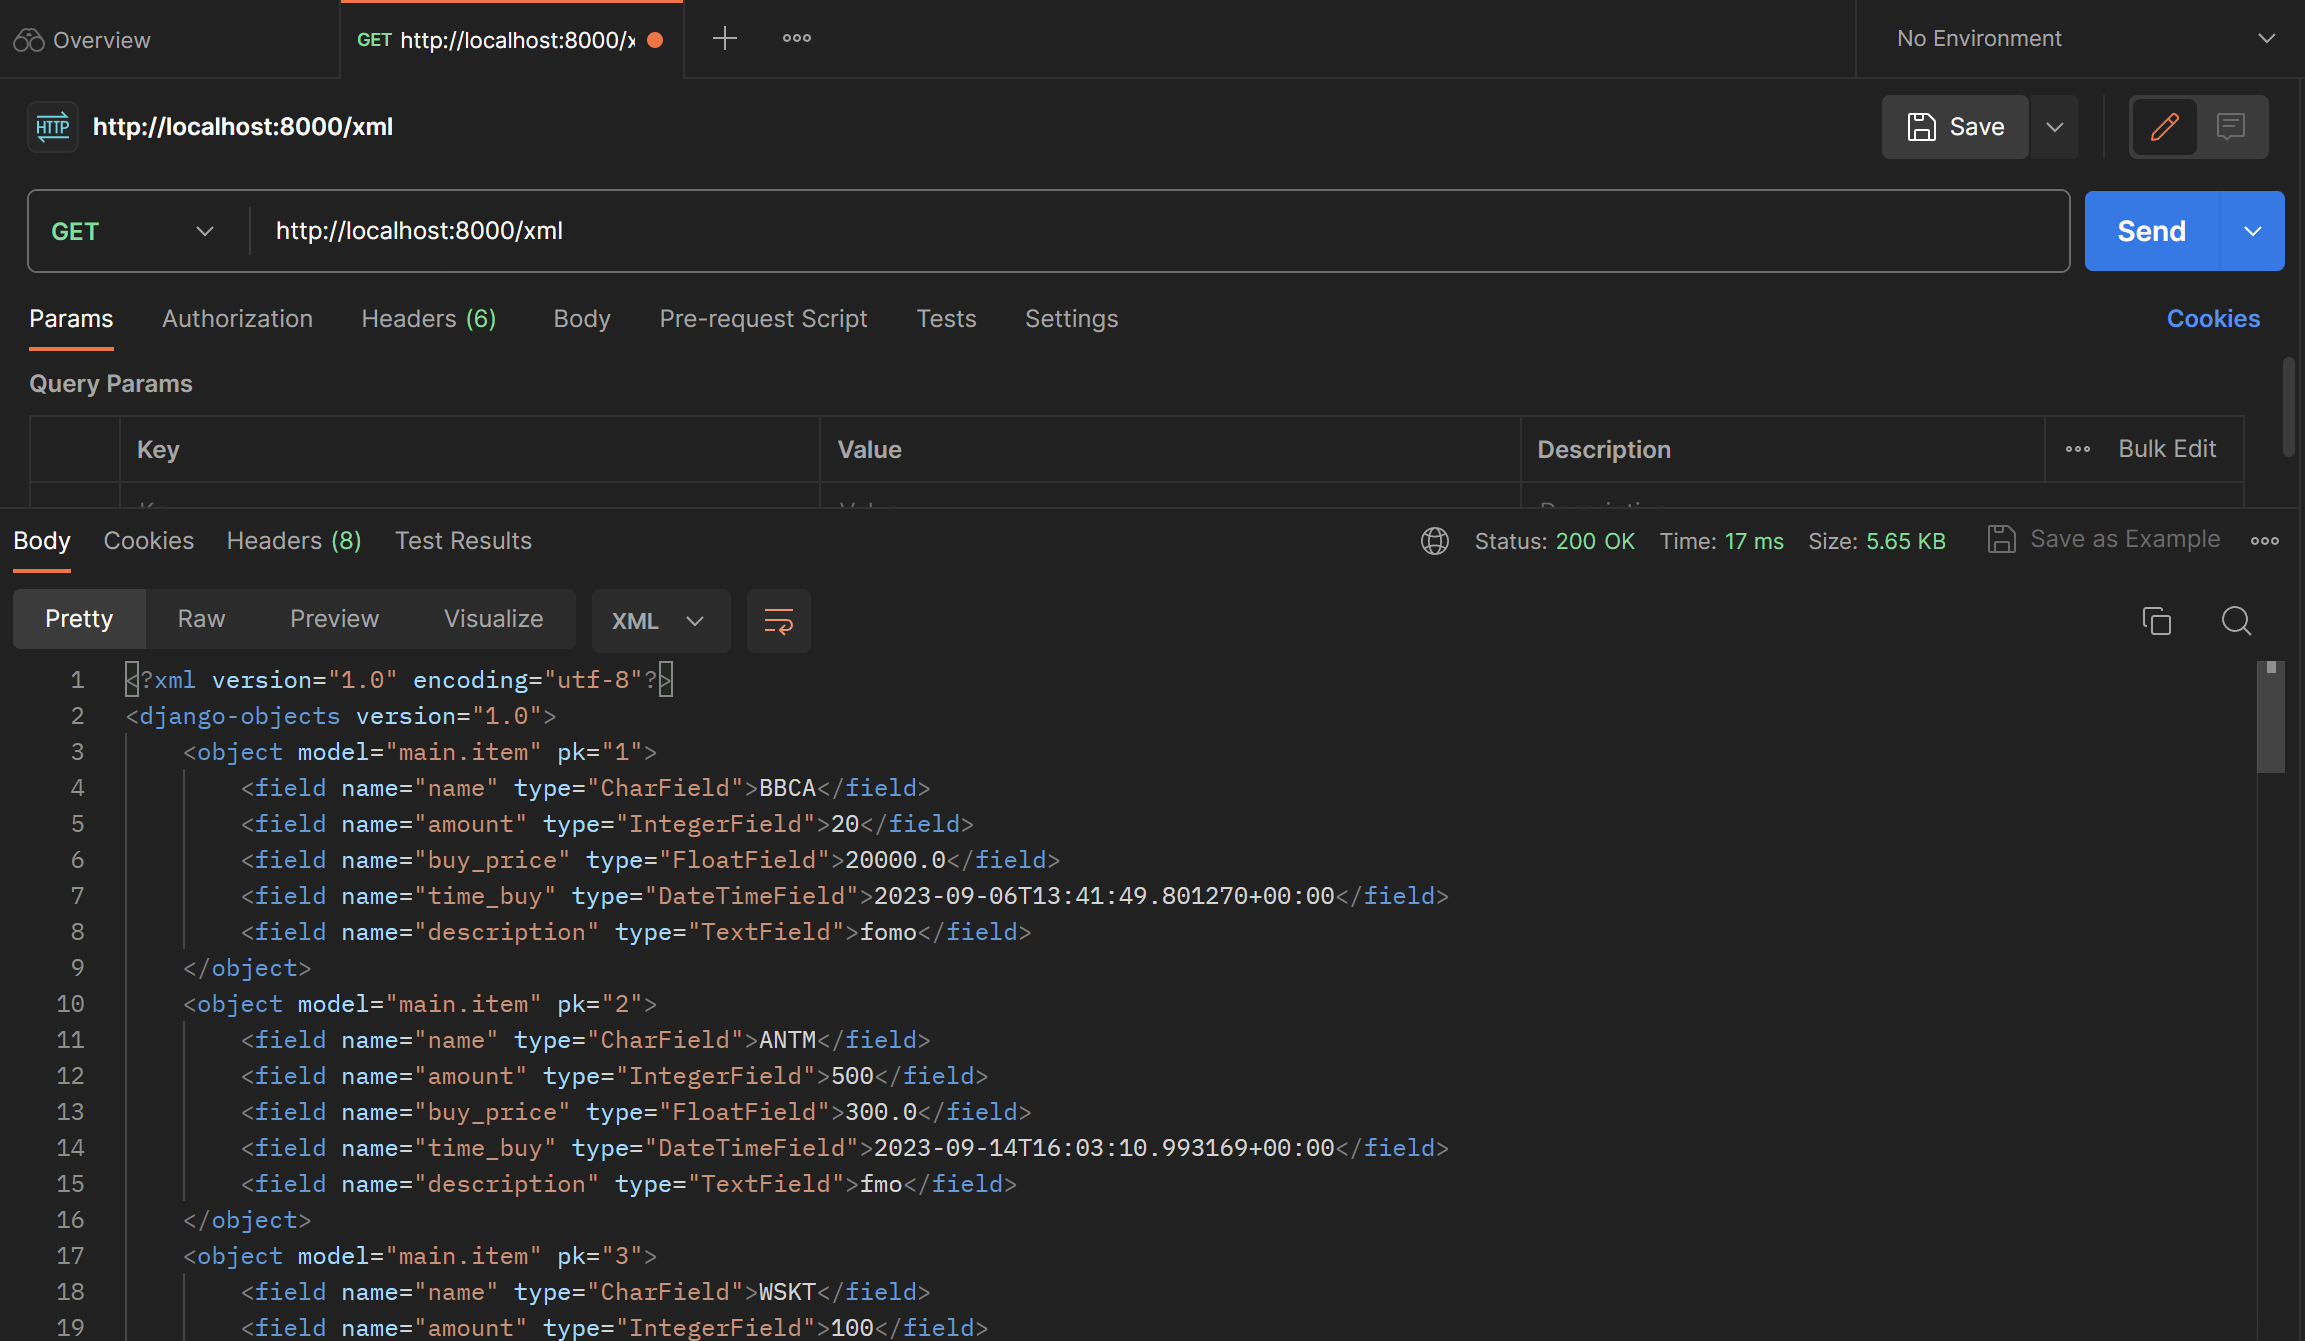 Overview
GET http://localhost:8000/x
No Environment
HTTP http://localhost:8000/xml
Save
GET http://localhost:8000/xml
Send
Params Authorization Headers (6) Body Pre-request Script Tests Settings Cookies
Query Params
Key Value Description Bulk Edit
Body Cookies Headers (8) Test Results Status: 200 OK Time: 17 ms Size: 5.65 KB Save as Example
Pretty Raw Preview Visualize XML
1 <?xml version="1.0" encoding="utf-8"?>
2 <django-objects version="1.0">
3 <object model="main.item" pk="1">
4 <field name="name" type="CharField">BBCA</field>
5 <field name="amount" type="IntegerField">20</field>
6 <field name="buy_price" type="FloatField">20000.0</field>
7 <field name="time_buy" type="DateTimeField">2023-09-06T13:41:49.801270+00:00</field>
8 <field name="description" type="TextField">fomo</field>
9 </object>
10 <object model="main.item" pk="2">
11 <field name="name" type="CharField">ANTM</field>
12 <field name="amount" type="IntegerField">500</field>
13 <field name="buy_price" type="FloatField">300.0</field>
14 <field name="time_buy" type="DateTimeField">2023-09-14T16:03:10.993169+00:00</field>
15 <field name="description" type="TextField">fmo</field>
16 </object>
17 <object model="main.item" pk="3">
18 <field name="name" type="CharField">WSKT</field>
19 <field name="amount" type="IntegerField">100</field>